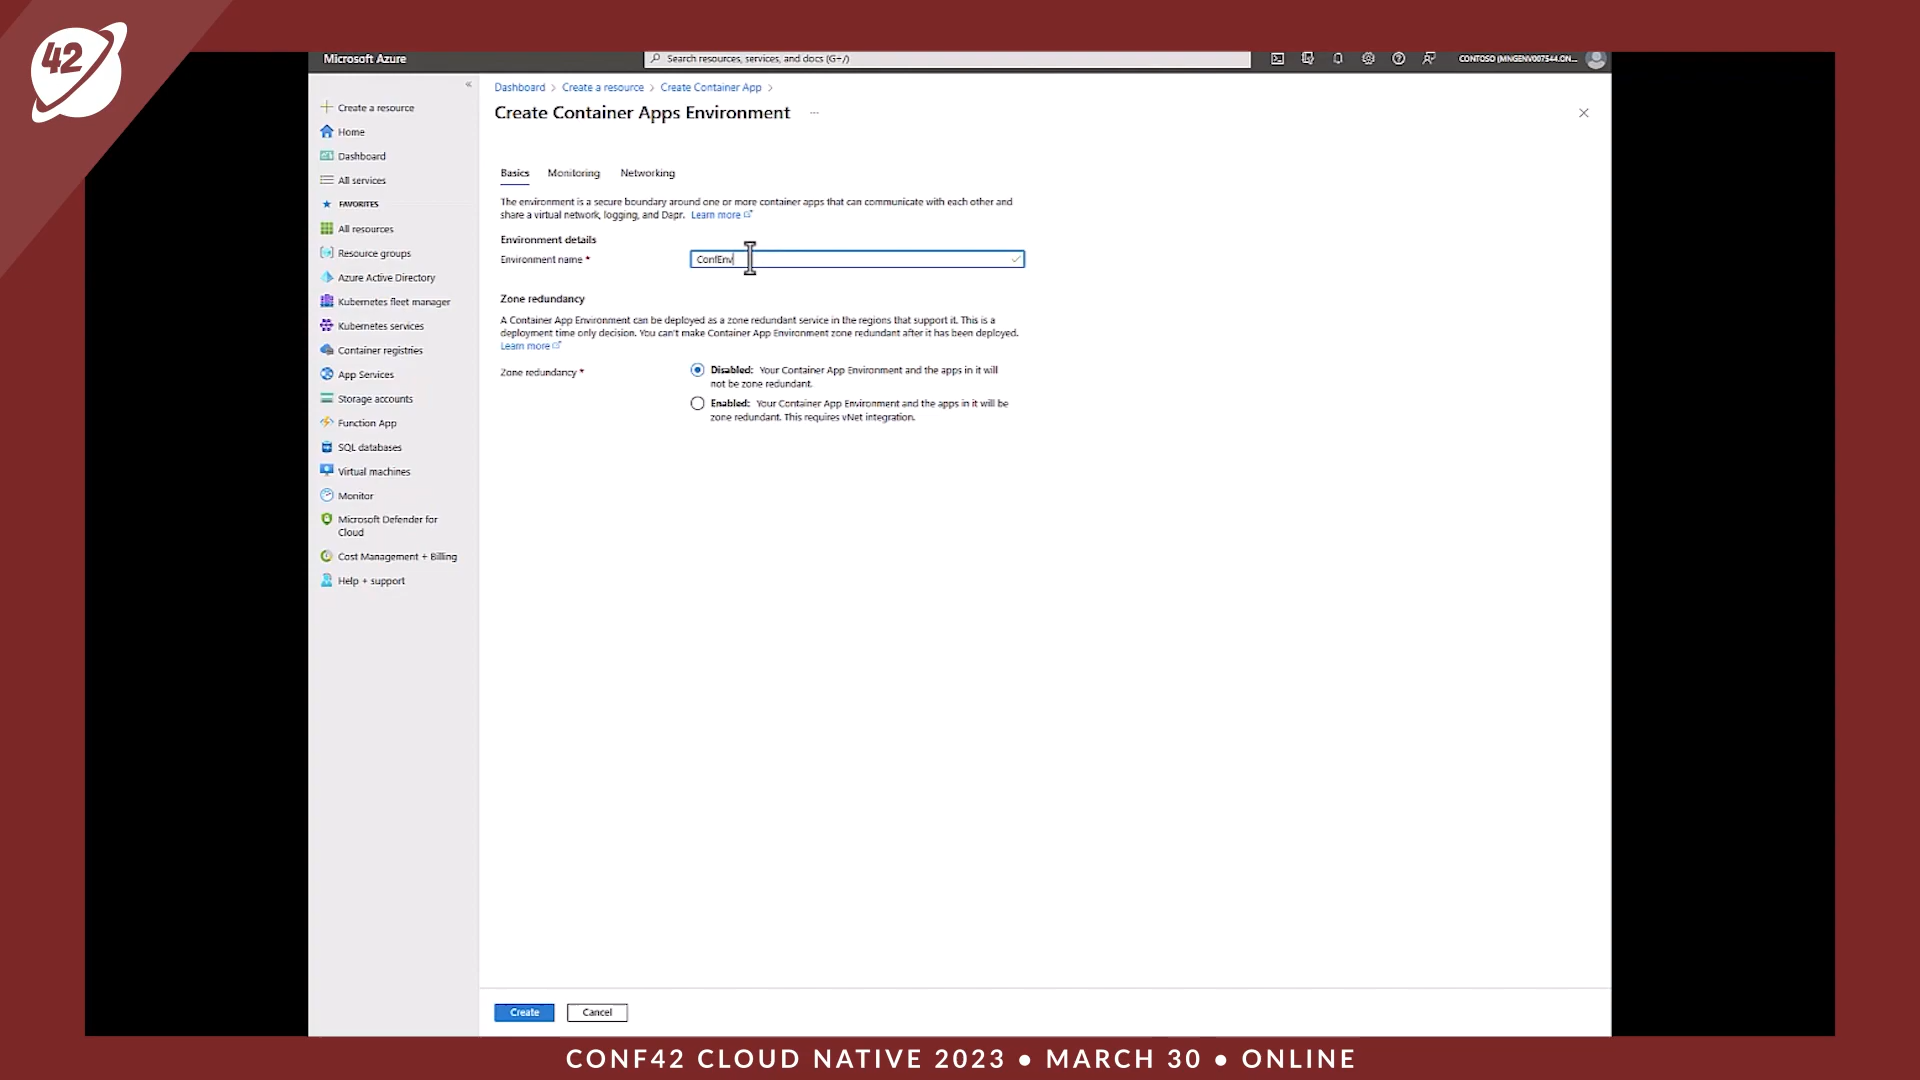 42
Microsoft Azure
Search resources, services, and docs (G+/)
CONTOSO (MNGENV007544.ON...
Dashboard > Create a resource > Create Container App >
Create Container Apps Environment ...
Create a resource
Home
Dashboard
All services
FAVORITES
All resources
Resource groups
Azure Active Directory
Kubernetes fleet manager
Kubernetes services
Container registries
App Services
Storage accounts
Function App
SQL databases
Virtual machines
Monitor
Microsoft Defender for
Cloud
Cost Management + Billing
Help + support
Basics Monitoring Networking
The environment is a secure boundary around one or more container apps that can communicate with each other and
share a virtual network, logging, and Dapr. Learn more
Environment details
Environment name *
ConfEnv
Zone redundancy
A Container App Environment can be deployed as a zone redundant service in the regions that support it. This is a
deployment time only decision. You can't make Container App Environment zone redundant after it has been deployed.
Learn more
Zone redundancy *
Disabled: Your Container App Environment and the apps in it will
not be zone redundant.
Enabled: Your Container App Environment and the apps in it will be
zone redundant. This requires vNet integration.
Create Cancel
CONF42 CLOUD NATIVE 2023 • MARCH 30 • ONLINE